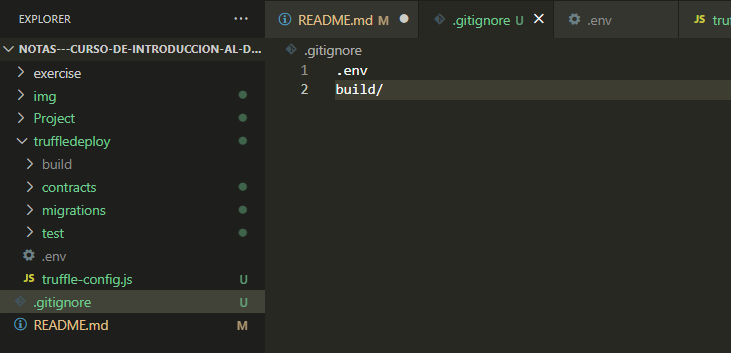 EXPLORER ...
NOTAS---CURSO-DE-INTRODUCCION-AL-D...
exercise
img
Project
truffledeploy
build
contracts
migrations
test
.env
JS truffle-config.js U
.gitignore U
README.md M
README.md M
.gitignore U
.env
JS truf
.gitignore
1 .env
2 build/